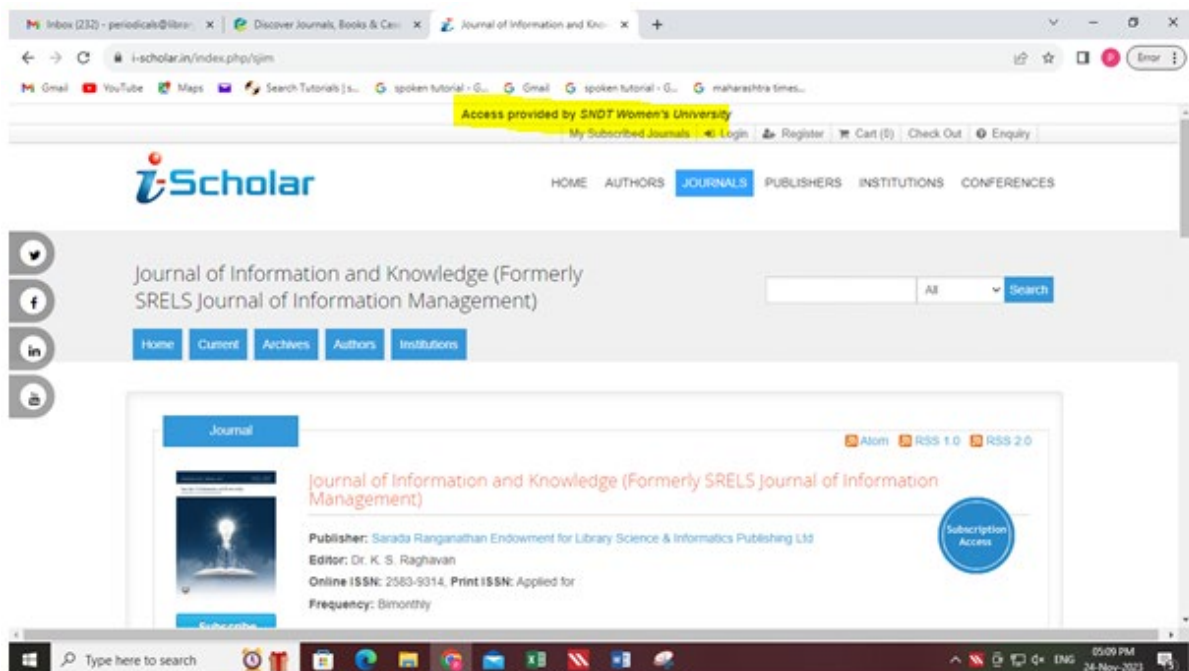 Inbox (232) - periodicals@librar
Discover Journals, Books & Case
Journal of Information and Know
i-scholar.in/index.php/sjim
Error
Gmail
YouTube
Maps
Search Tutorials | s...
spoken tutorial - G...
Gmail
spoken tutorial - G...
maharashtra times...
Access provided by SNDT Women's University
My Subscribed Journals
Login
Register
Cart (0)
Check Out
Enquiry
i-Scholar
HOME
AUTHORS
JOURNALS
PUBLISHERS
INSTITUTIONS
CONFERENCES
Journal of Information and Knowledge (Formerly
SRELS Journal of Information Management)
All
Search
Home
Current
Archives
Authors
Institutions
Journal
Atom
RSS 1.0
RSS 2.0
Journal of Information and Knowledge (Formerly SRELS Journal of Information
Management)
Publisher: Sarada Ranganathan Endowment for Library Science & Informatics Publishing Ltd
Editor: Dr. K. S. Raghavan
Online ISSN: 2583-9314, Print ISSN: Applied for
Frequency: Bimonthly
Subscription
Access
Subscribe
Type here to search
ENG
05:09 PM
24-Nov-2023